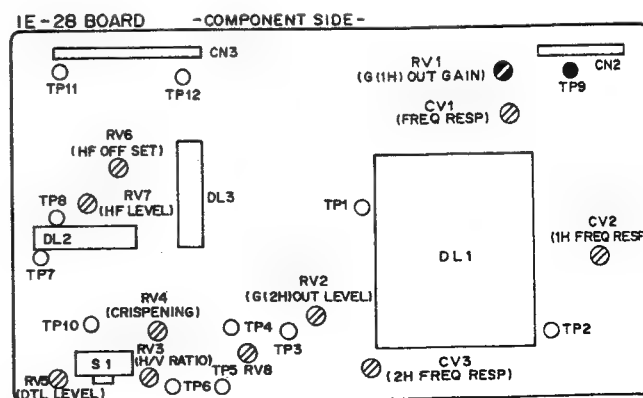 IE-28 BOARD -COMPONENT SIDE-
CN3
TP11
TP12
RV1
(G(1H) OUT GAIN)
CN2
TP9
CV1
(FREQ RESP)
RV6
(HF OFF SET)
DL3
TP8
RV7
(HF LEVEL)
TP1
DL2
TP7
DL1
CV2
(1H FREQ RESP)
RV2
(G(2H)OUT LEVEL)
RV4
(CRISPENING)
TP10
TP4
TP3
TP2
S1
RV3
(H/V RATIO)
RV8
CV3
(2H FREQ RESP)
RV5
(DTL LEVEL)
TP6
TP5